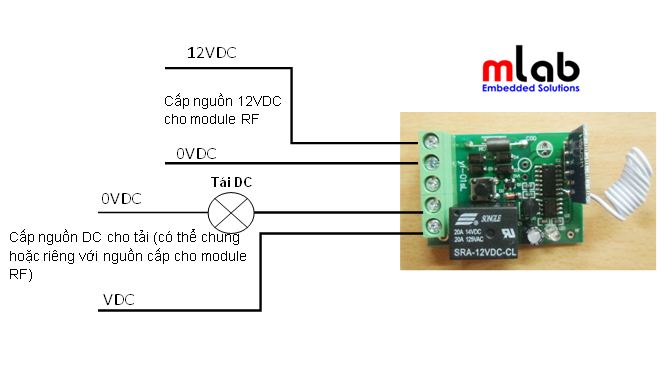 12VDC
mlab
Embedded Solutions
Cấp nguồn 12VDC
cho module RF
0VDC
Tải DC
0VDC
Cấp nguồn DC cho tải (có thể chung
hoặc riêng với nguồn cấp cho module
RF)
VDC
SONGLE
20A 14VDC
20A 125VAC
SRA-12VDC-CL